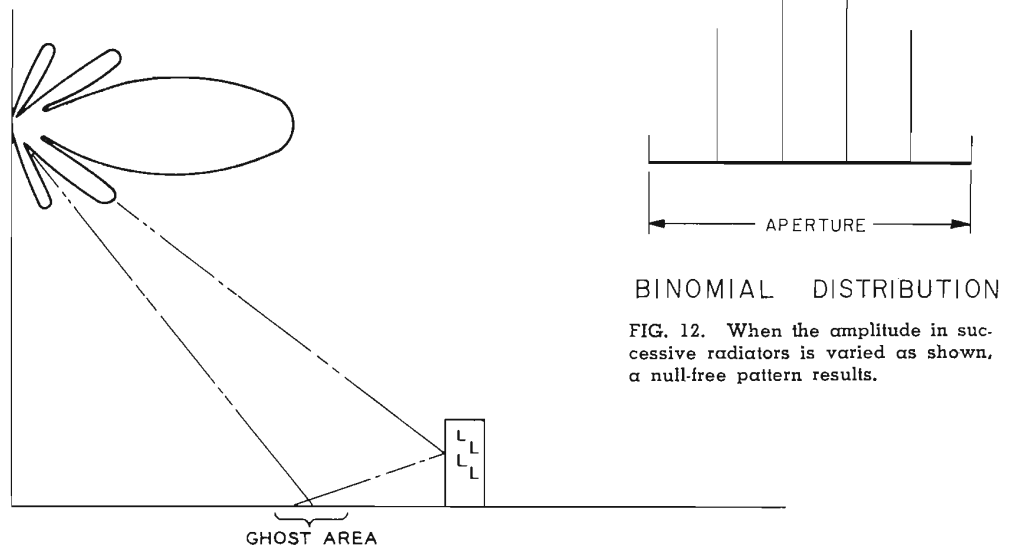 APERTURE
BINOMIAL DISTRIBUTION
FIG. 12. When the amplitude in suc-
cessive radiators is varied as shown,
a null-free pattern results.
GHOST AREA